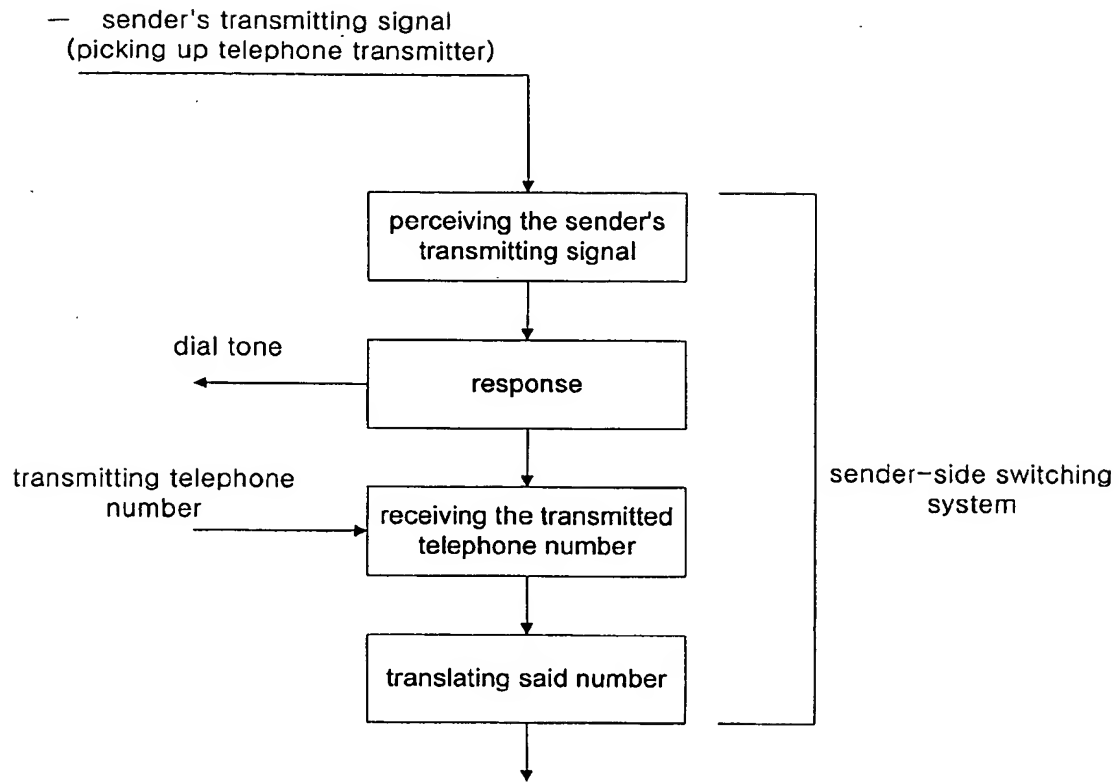 — sender's transmitting signal
(picking up telephone transmitter)
perceiving the sender's
transmitting signal
dial tone
response
transmitting telephone
number
receiving the transmitted
telephone number
sender-side switching
system
translating said number